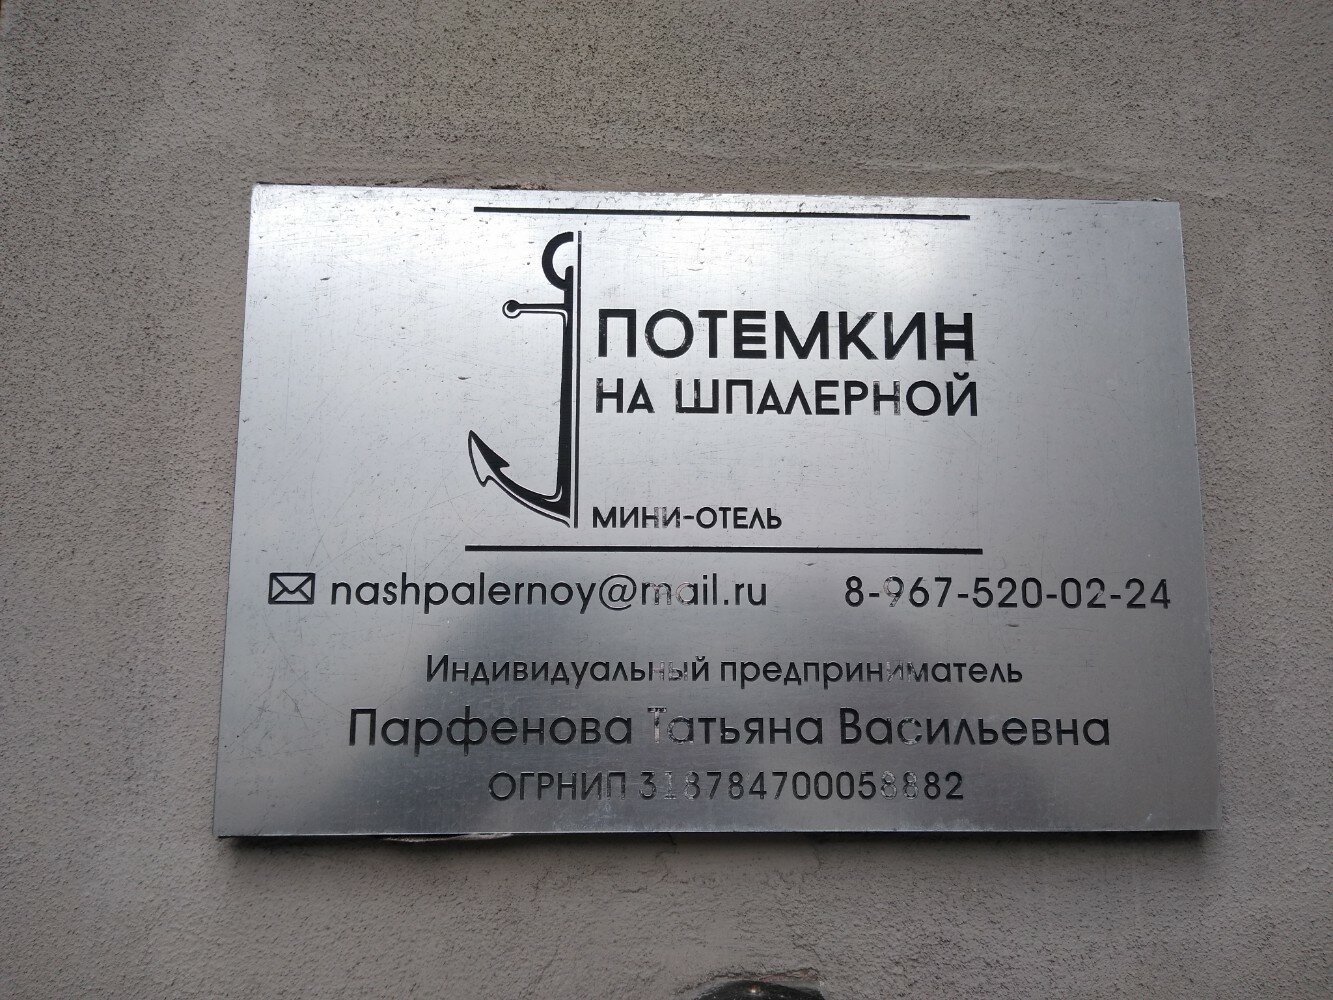 ПОТЕМКИН
НА ШПАЛЕРНОЙ
МИНИ-ОТЕЛЬ
nashpalernoy@mail.ru 8-967-520-02-24
Индивидуальный предприниматель
Парфенова Татьяна Васильевна
ОГРНИП 318784700058882